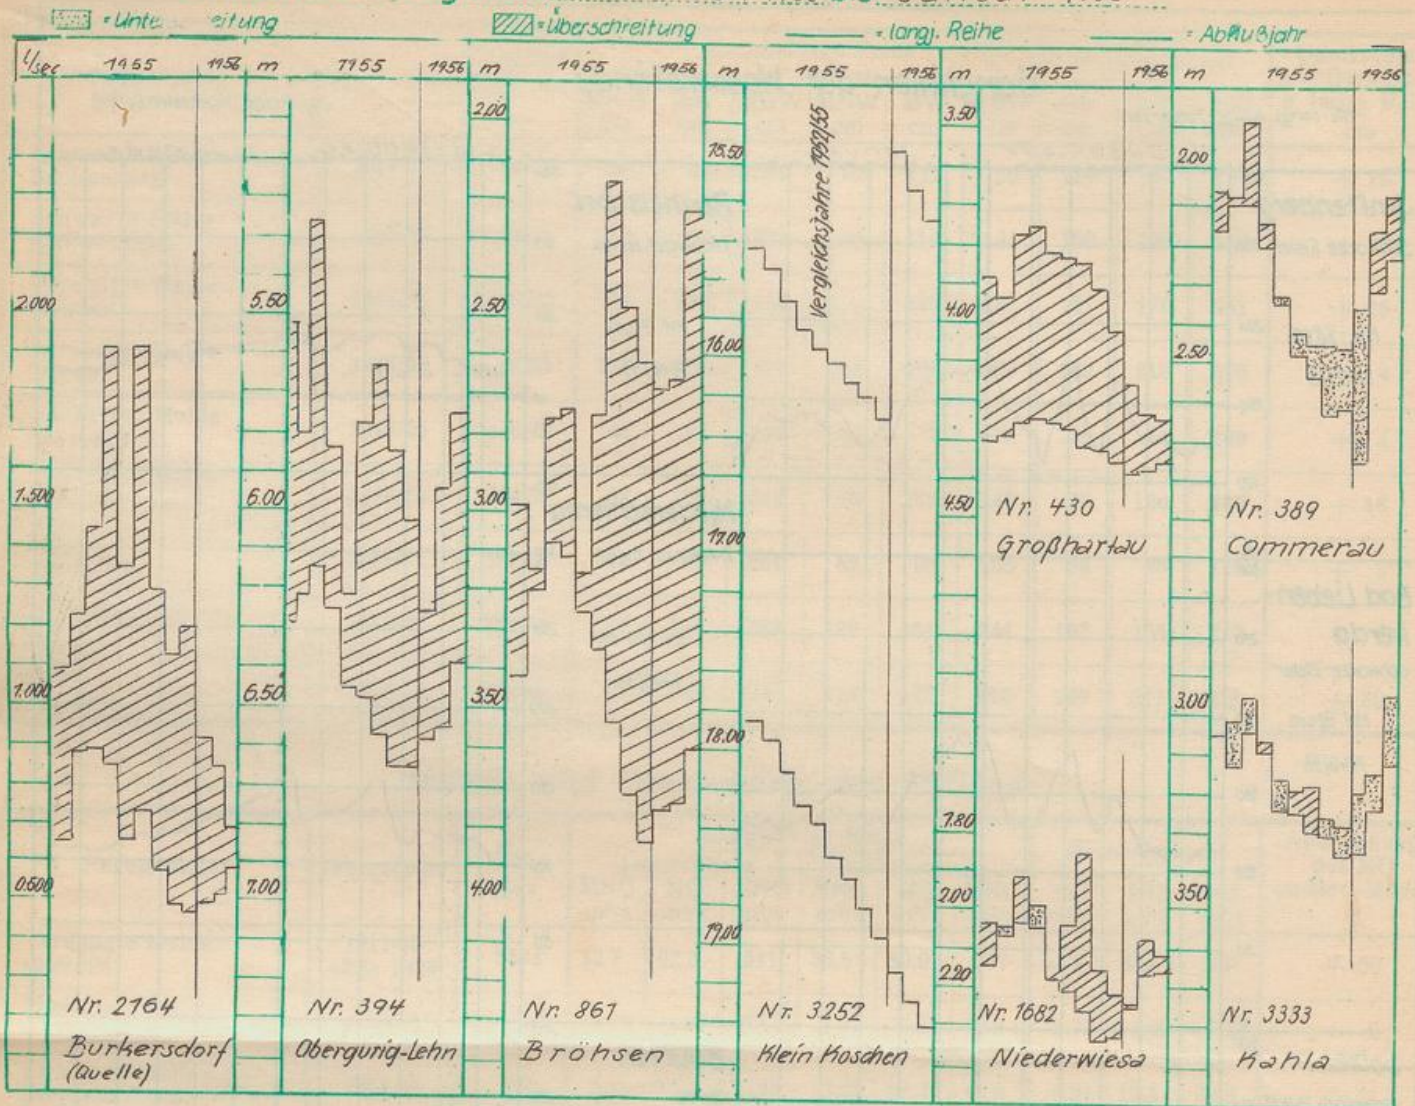 = Überschreitung
= langj. Reihe
= Abflußjahr
l/sec 1955 1956 m 1955 1956 m 1955 1956 m 1955 1956 m 1955 1956 m 1955 1956
2.000
1.500
1.000
0.500
Nr. 2164
Burkersdorf
(Quelle)
5.50
6.00
6.50
7.00
Nr. 394
Obergurig-Lehn
2.00
2.50
3.00
3.50
4.00
Nr. 861
Bröhsen
15.50
16.00
17.00
18.00
19.00
Vergleichsjahre 1952/55
Nr. 3252
Klein Koschen
3.50
4.00
4.50
Nr. 430
Großhartau
1.80
2.00
2.20
Nr. 1682
Niederwiesa
2.00
2.50
Nr. 389
Commerau
3.00
3.50
Nr. 3333
Kahla